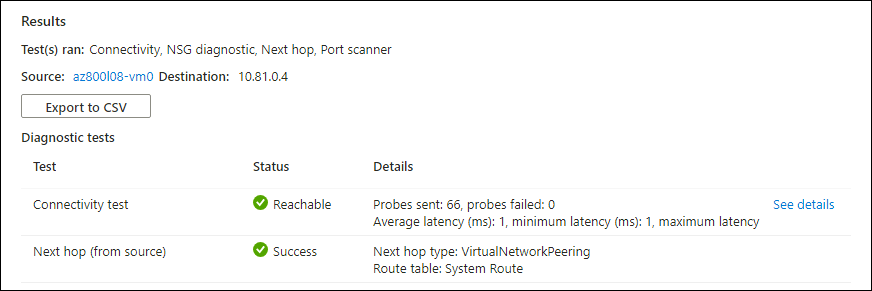 Results
Test(s) ran: Connectivity, NSG diagnostic, Next hop, Port scanner
Source: az800l08-vm0 Destination: 10.81.0.4
Export to CSV
Diagnostic tests
Test Status Details
Connectivity test Reachable Probes sent: 66, probes failed: 0 See details
Average latency (ms): 1, minimum latency (ms): 1, maximum latency
Next hop (from source) Success Next hop type: VirtualNetworkPeering
Route table: System Route